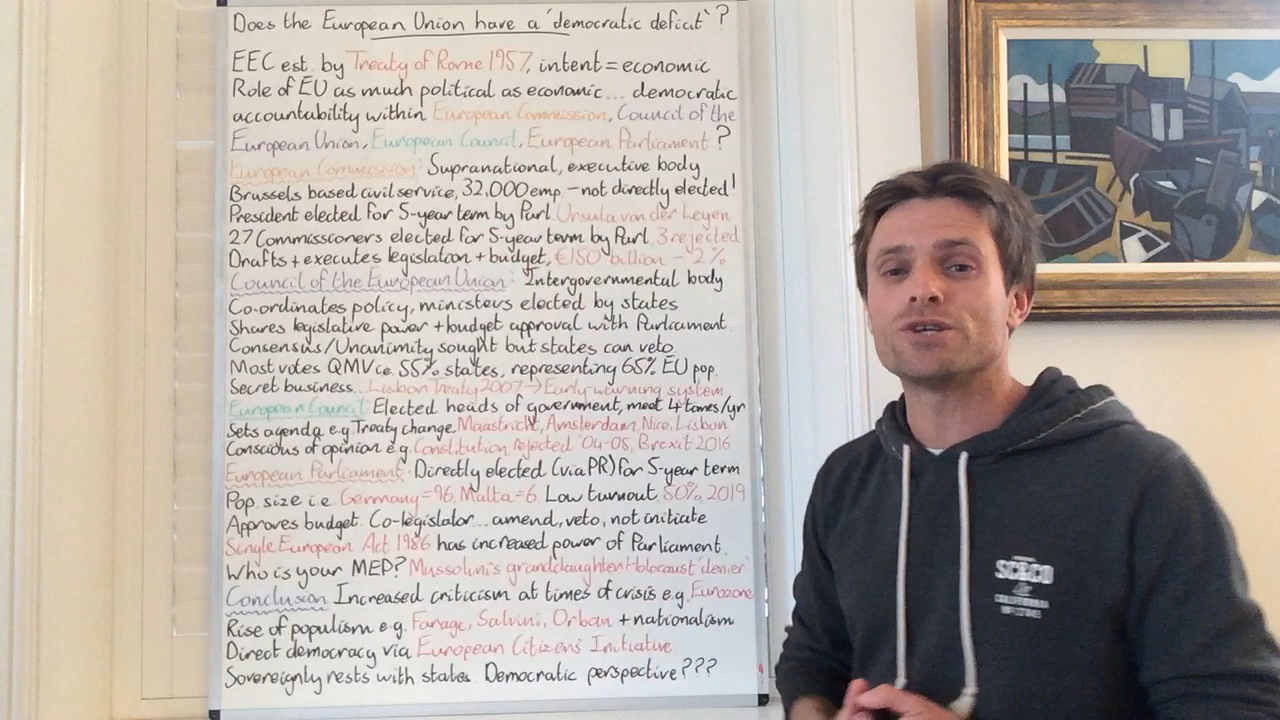 Does the European Union have a 'democratic deficit'?
EEC est. by Treaty of Rome 1957, intent = economic
Role of EU as much political as economic... democratic
accountability within European Commission, Council of the
European Union, European Council, European Parliament?
European Commission: Supranational, executive body
Brussels based civil service, 32,000 emp. - not directly elected!
President elected for 5-year term by Parl. Ursula von der Leyen
27 Commissioners elected for 5-year term by Parl. 3 rejected
Drafts + executes legislation + budget, €180 billion - 2%
Council of the European Union: Intergovernmental body
Co-ordinates policy, ministers elected by states
Shares legislative power + budget approval with Parliament
Consensus/Unanimity sought but states can veto
Most votes QMV i.e. 55% states, representing 65% EU pop.
Secret business... Lisbon Treaty 2007 → Early-warning system
European Council: Elected heads of government, meet 4 times/yr
Sets agenda e.g. Treaty change, Maastricht, Amsterdam, Nice, Lisbon
Conscious of opinion e.g. Constitution rejected '04-05, Brexit 2016
European Parliament: Directly elected (via PR) for 5-year term
Pop. size i.e. Germany = 96, Malta = 6 Low turnout, 50%, 2019
Approves budget. Co-legislator... amend, veto, not initiate
Single European Act 1986 has increased power of Parliament
Who is your MEP? Mussolini's granddaughter Holocaust 'denier'
Conclusion Increased criticism at times of crisis e.g. Eurozone
Rise of populism e.g. Farage, Salvini, Orban + nationalism
Direct democracy via European Citizens' Initiative
Sovereignty rests with states. Democratic perspective???
CALIFORNIA